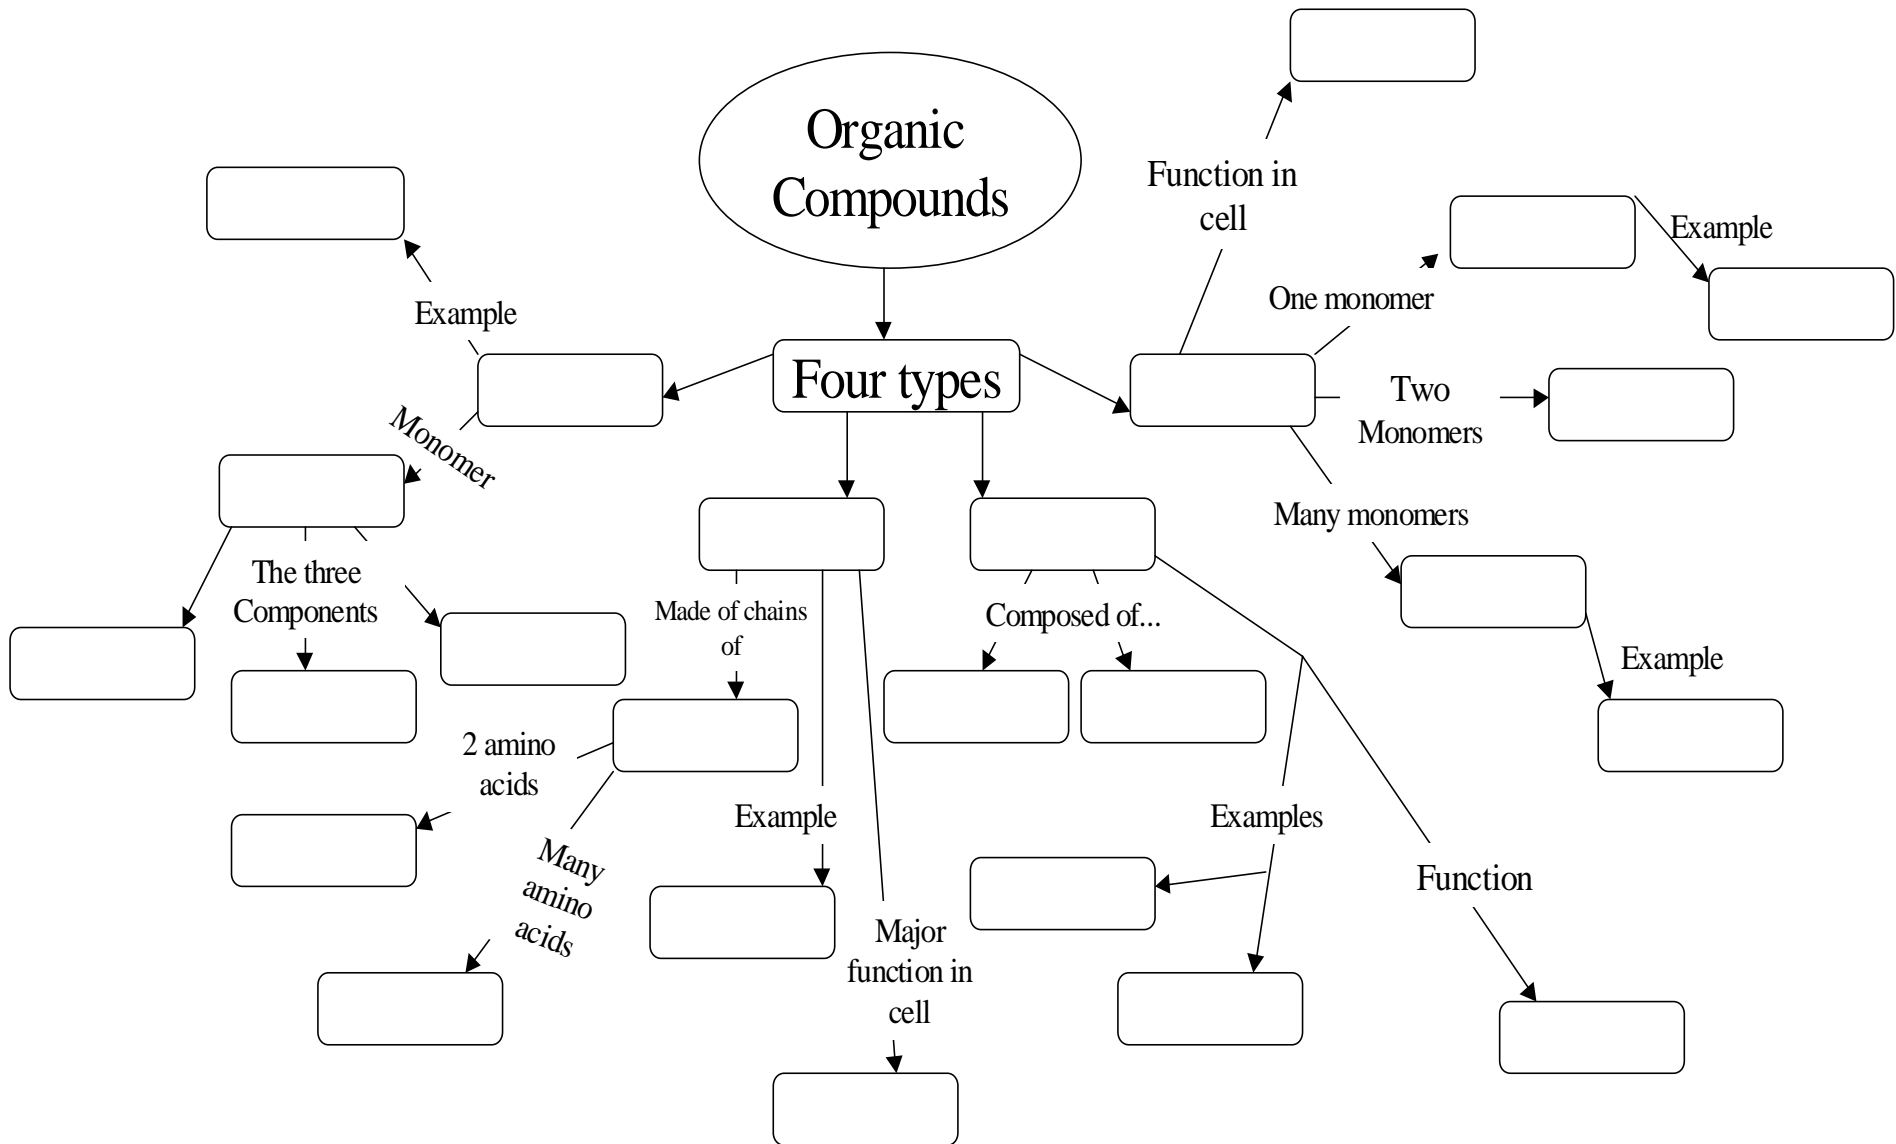 Organic
Compounds
Function in
cell
Example
One monomer
Example
Four types
Two
Monomers
Monomer
Many monomers
The three
Components
Made of chains
of
Composed of...
Example
2 amino
acids
Many
amino
acids
Example
Examples
Function
Major
function in
cell